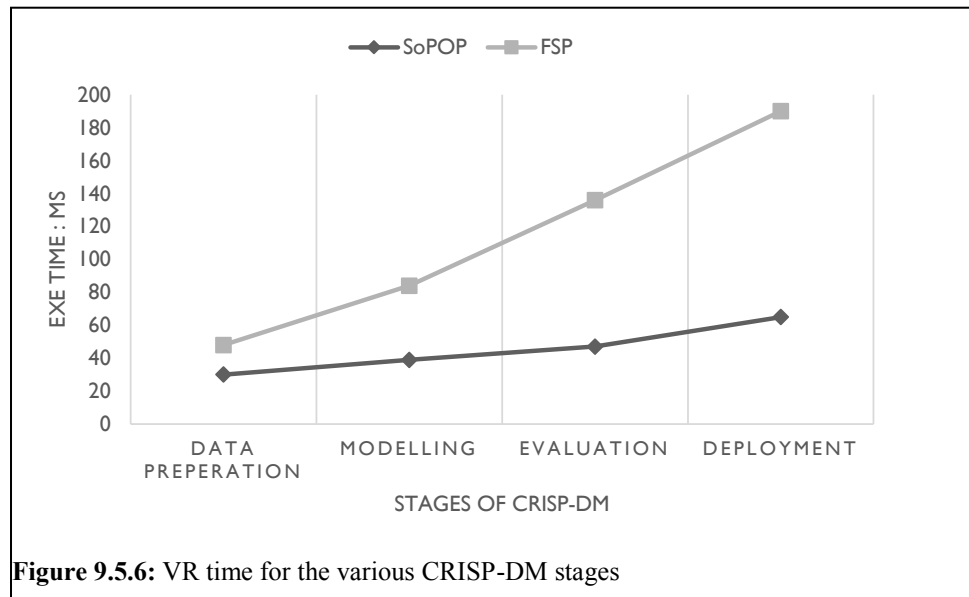 SoPOP FSP
200
180
160
140
120
100
80
60
40
20
0
EXE TIME : MS
DATA PREPERATION
MODELLING
EVALUATION
DEPLOYMENT
STAGES OF CRISP-DM
Figure 9.5.6: VR time for the various CRISP-DM stages